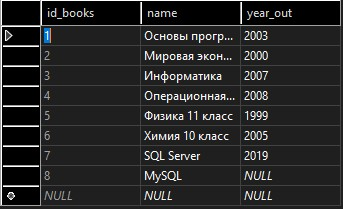 id_books name year_out
1 Основы прогр... 2003
2 Мировая экон... 2000
3 Информатика 2007
4 Операционная... 2008
5 Физика 11 класс 1999
6 Химия 10 класс 2005
7 SQL Server 2019
8 MySQL NULL
NULL NULL NULL